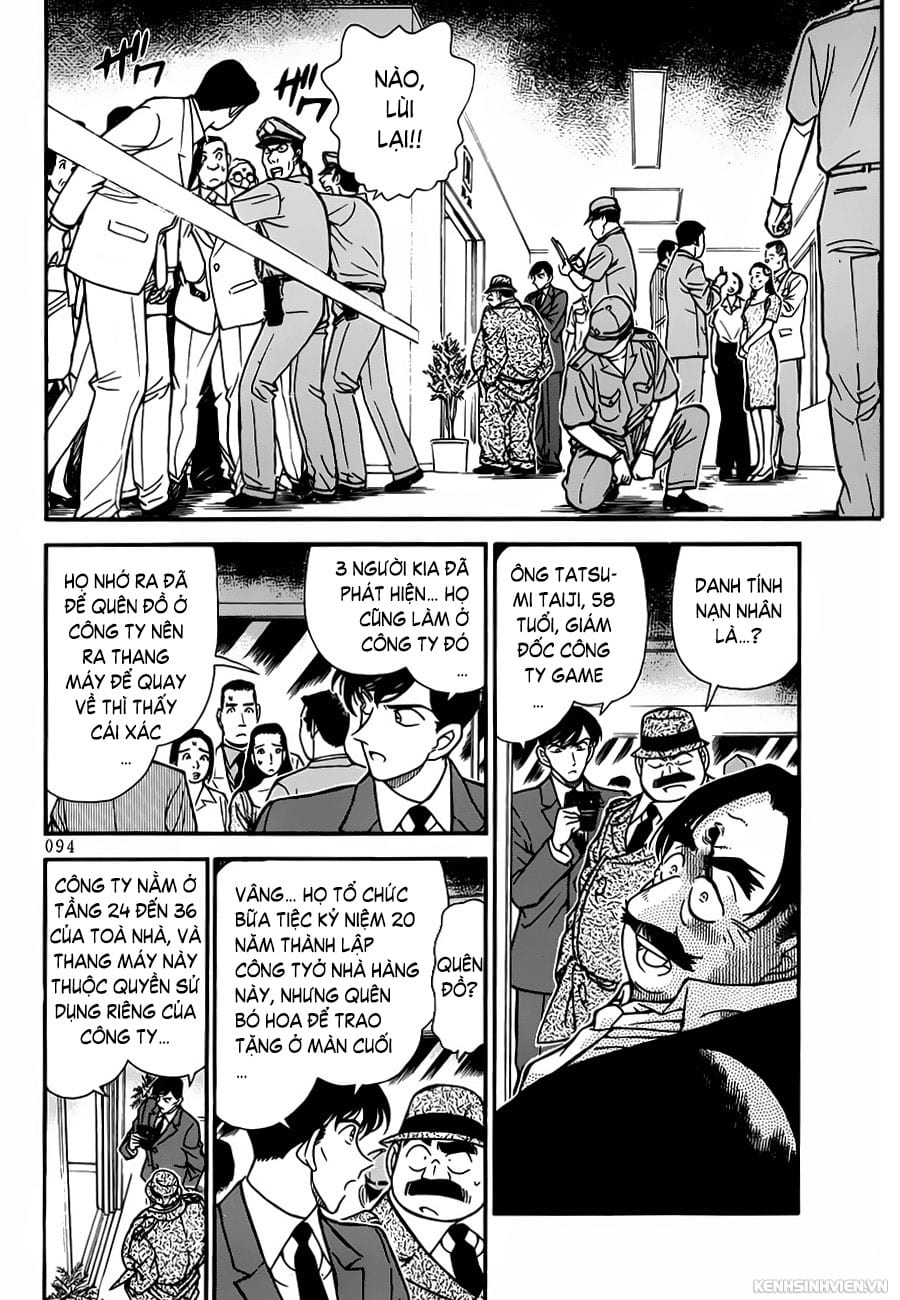 NÀO,
LÙI
LẠI!!
DANH TÍNH
NẠN NHÂN
LÀ...?
ÔNG TATSU-
MI TAIJI, 58
TUỔI, GIÁM
ĐỐC CÔNG
TY GAME
...
3 NGƯỜI KIA ĐÃ
PHÁT HIỆN... HỌ
CŨNG LÀM Ở
CÔNG TY ĐÓ
...
HỌ NHỚ RA ĐÃ
ĐỂ QUÊN ĐỒ Ở
CÔNG TY NÊN
RA THANG
MÁY ĐỂ QUAY
VỀ THÌ THẤY
CÁI XÁC
...
094
QUÊN
ĐỒ?
VÂNG... HỌ TỔ CHỨC
BỮA TIỆC KỶ NIỆM 20
NĂM THÀNH LẬP
CÔNG TYỞ NHÀ HÀNG
NÀY, NHƯNG QUÊN
BÓ HOA ĐỂ TRAO
TẶNG Ở MÀN CUỐI
...
CÔNG TY NẰM Ở
TẦNG 24 ĐẾN 36
CỦA TOÀ NHÀ, VÀ
THANG MÁY NÀY
THUỘC QUYỀN SỬ
DỤNG RIÊNG CỦA
CÔNG TY...
KENHSINHVIEN.VN